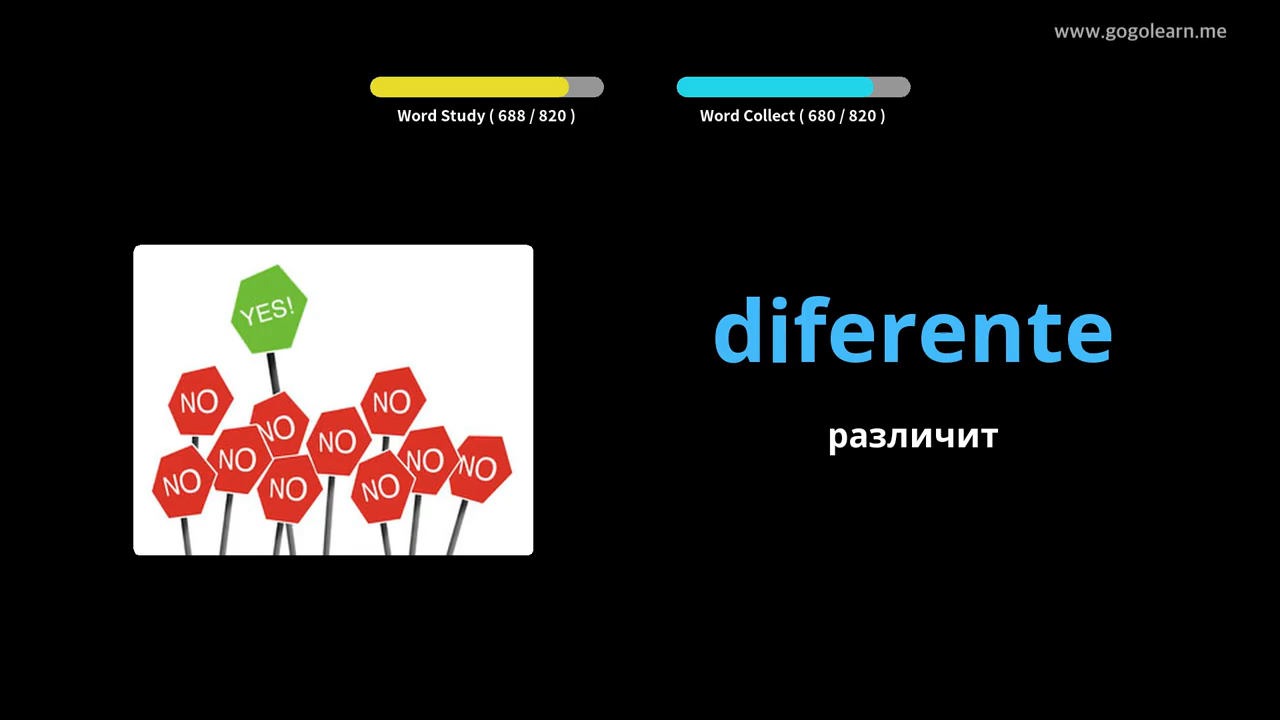 www.gogolearn.me
Word Study ( 688 / 820 )
Word Collect ( 680 / 820 )
YES!
NO
NO
NO
NO
NO
NO
NO
NO
NO
NO
diferente
различит